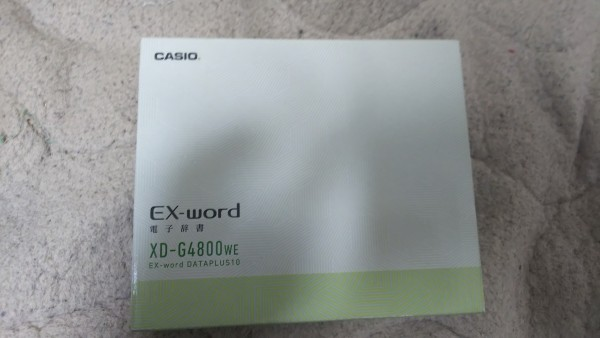 CASIO
EX-word
電子辞書
XD-G4800WE
EX-word DATAPLUS10